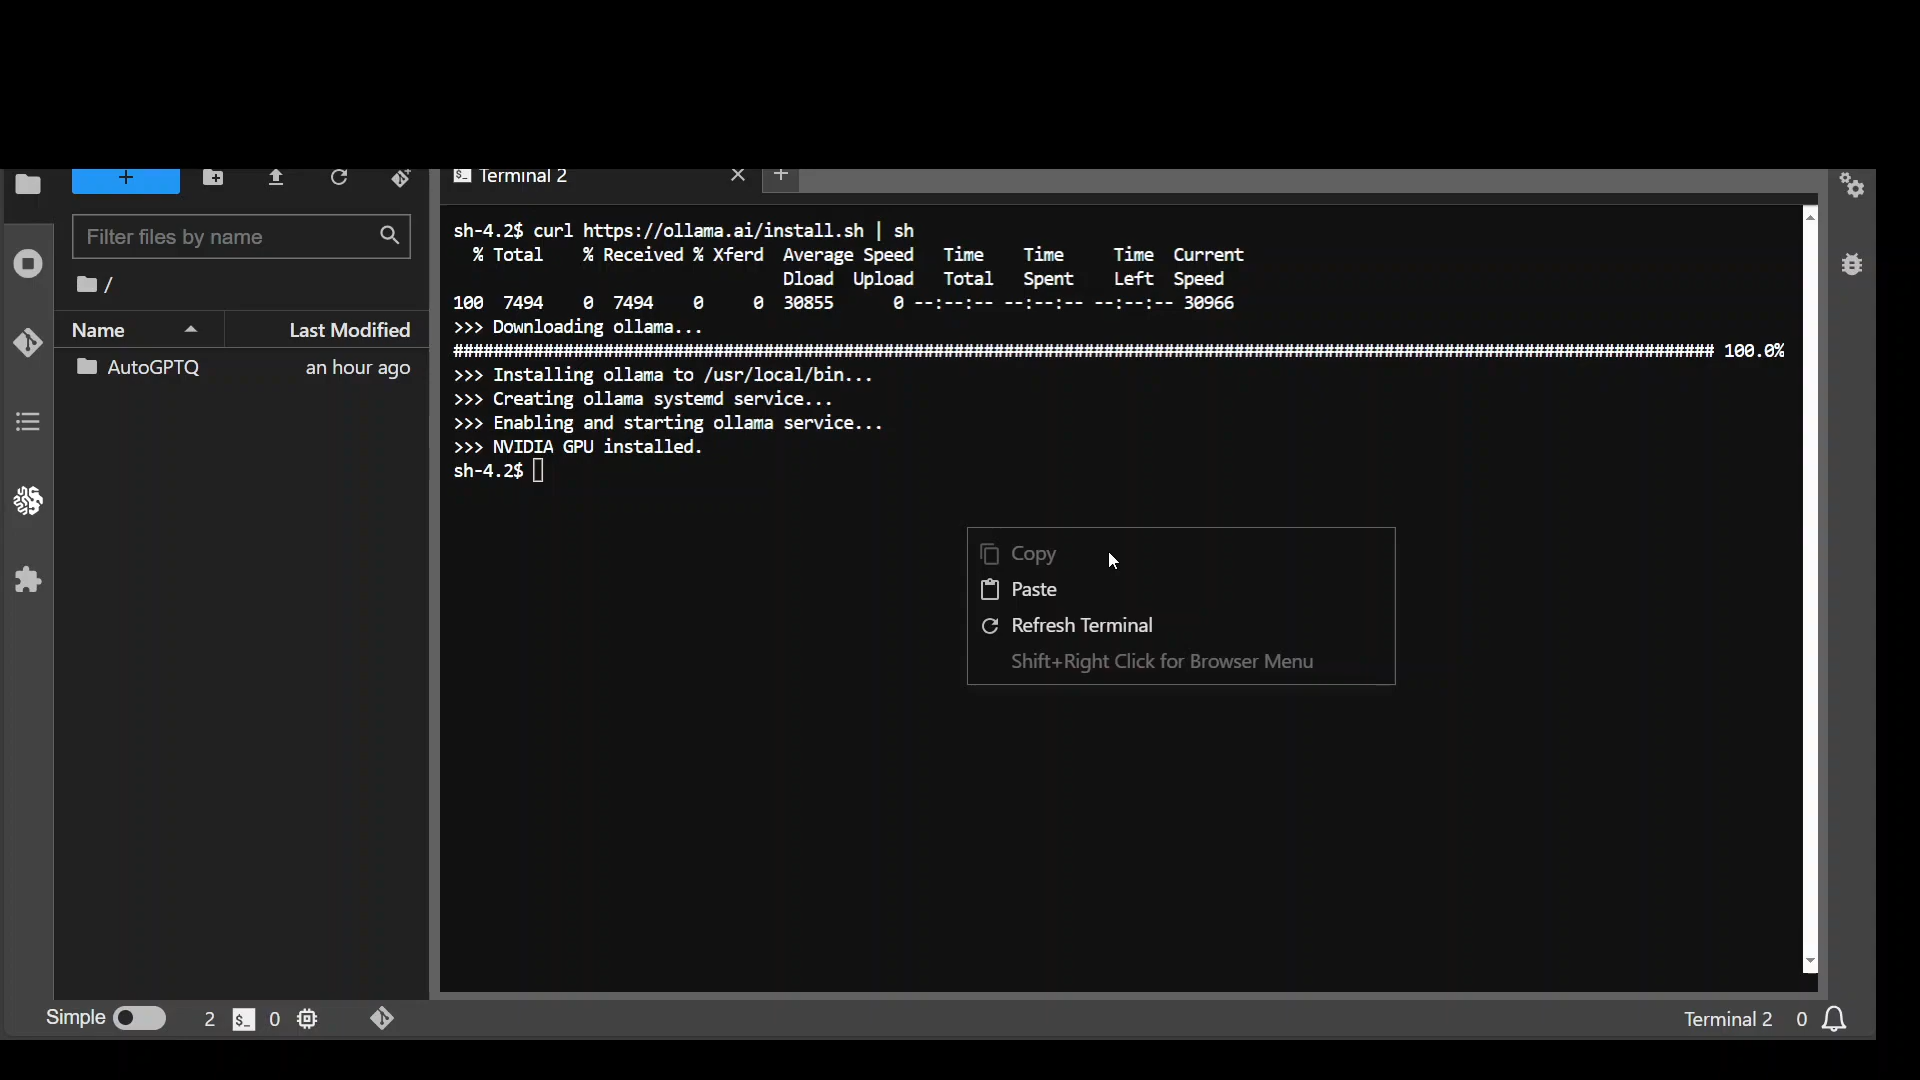 Terminal 2
Filter files by name
/
Name Last Modified
AutoGPTQ an hour ago
sh-4.2$ curl https://ollama.ai/install.sh | sh
% Total % Received % Xferd Average Speed Time Time Time Current
Dload Upload Total Spent Left Speed
100 7494 0 7494 0 0 30855 0 --:--:-- --:--:-- --:--:-- 30966
>>> Downloading ollama...
############################################################################################################################## 100.0%
>>> Installing ollama to /usr/local/bin...
>>> Creating ollama systemd service...
>>> Enabling and starting ollama service...
>>> NVIDIA GPU installed.
sh-4.2$
Copy
Paste
Refresh Terminal
Shift+Right Click for Browser Menu
Simple 2 $_ 0 Terminal 2 0